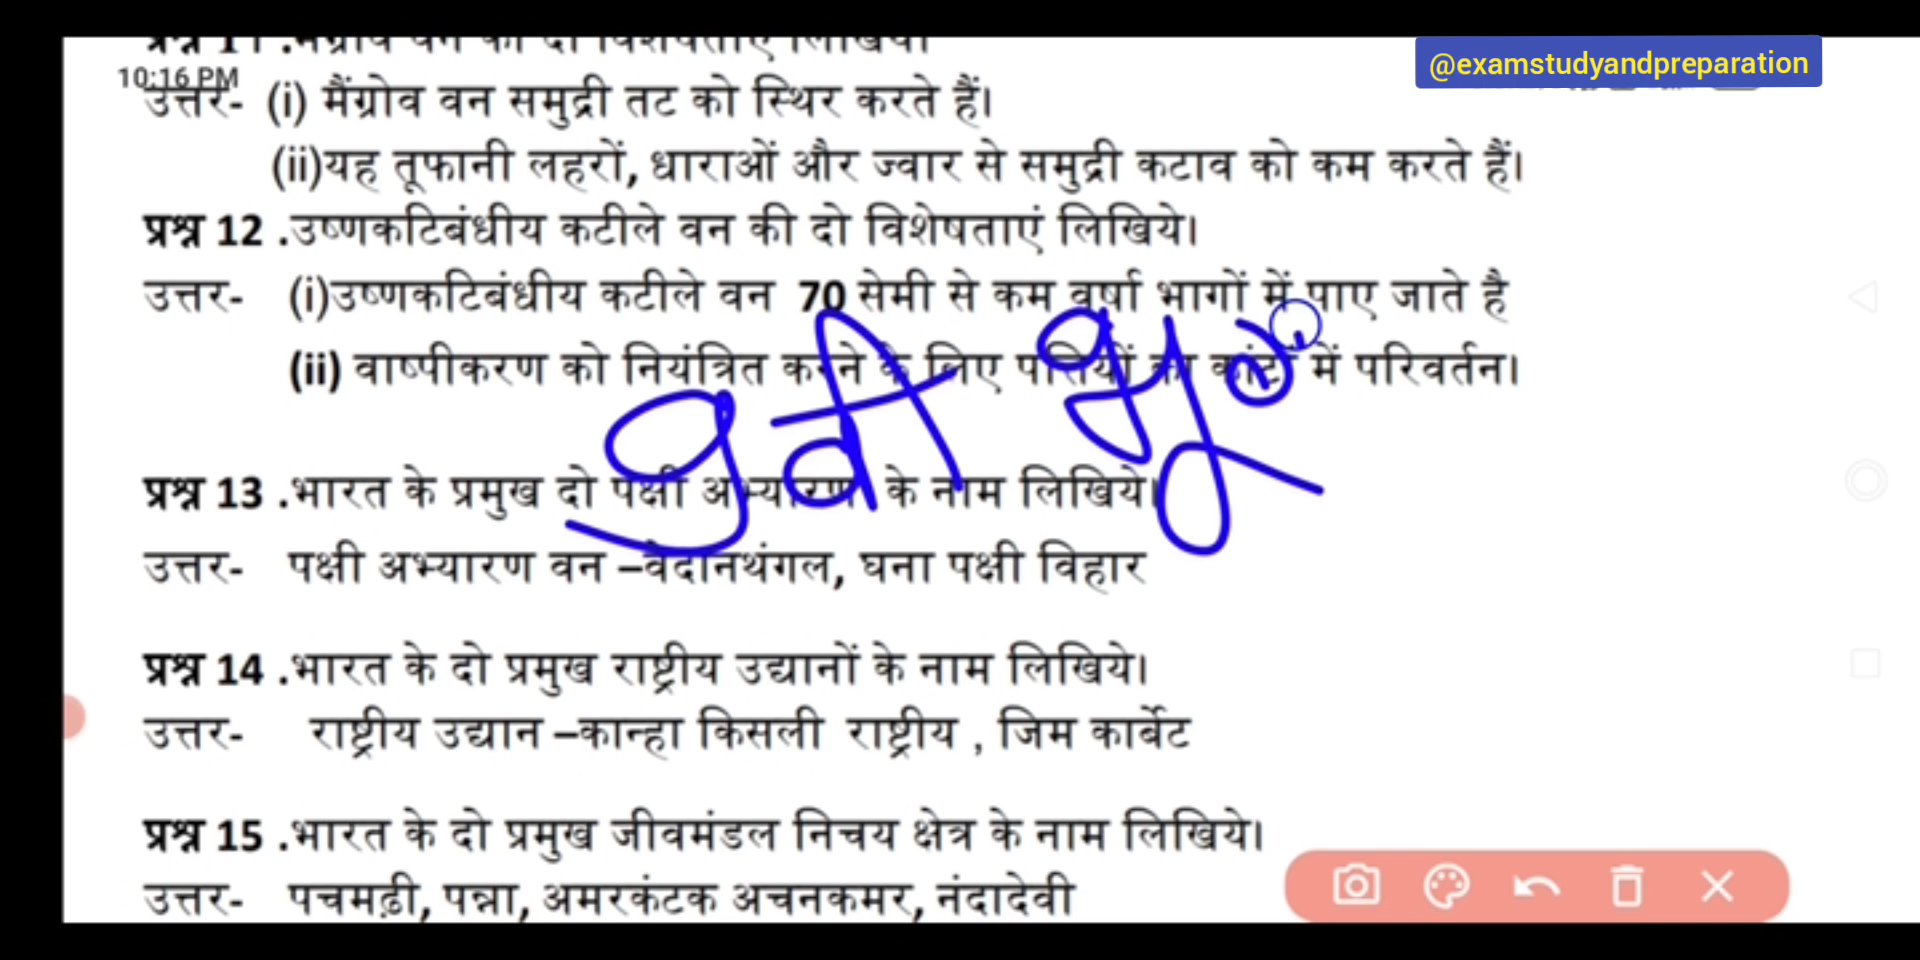 प्रश्न 11 .मैंग्रोव वन की दो विशेषताएं लिखिये।
@examstudyandpreparation
10:16 PM
उत्तर- (i) मैंग्रोव वन समुद्री तट को स्थिर करते हैं।
(ii)यह तूफानी लहरों, धाराओं और ज्वार से समुद्री कटाव को कम करते हैं।
प्रश्न 12 .उष्णकटिबंधीय कटीले वन की दो विशेषताएं लिखिये।
उत्तर- (i)उष्णकटिबंधीय कटीले वन 70 सेमी से कम वर्षा भागों में पाए जाते है
(ii) वाष्पीकरण को नियंत्रित करने के लिए पत्तियों का कांटों में परिवर्तन।
प्रश्न 13 .भारत के प्रमुख दो पक्षी अभ्यारण के नाम लिखिये।
उत्तर- पक्षी अभ्यारण वन –वेदानथंगल, घना पक्षी विहार
प्रश्न 14 .भारत के दो प्रमुख राष्ट्रीय उद्यानों के नाम लिखिये।
उत्तर- राष्ट्रीय उद्यान –कान्हा किसली राष्ट्रीय , जिम कार्बेट
प्रश्न 15 .भारत के दो प्रमुख जीवमंडल निचय क्षेत्र के नाम लिखिये।
उत्तर- पचमढ़ी, पन्ना, अमरकंटक अचनकमर, नंदादेवी